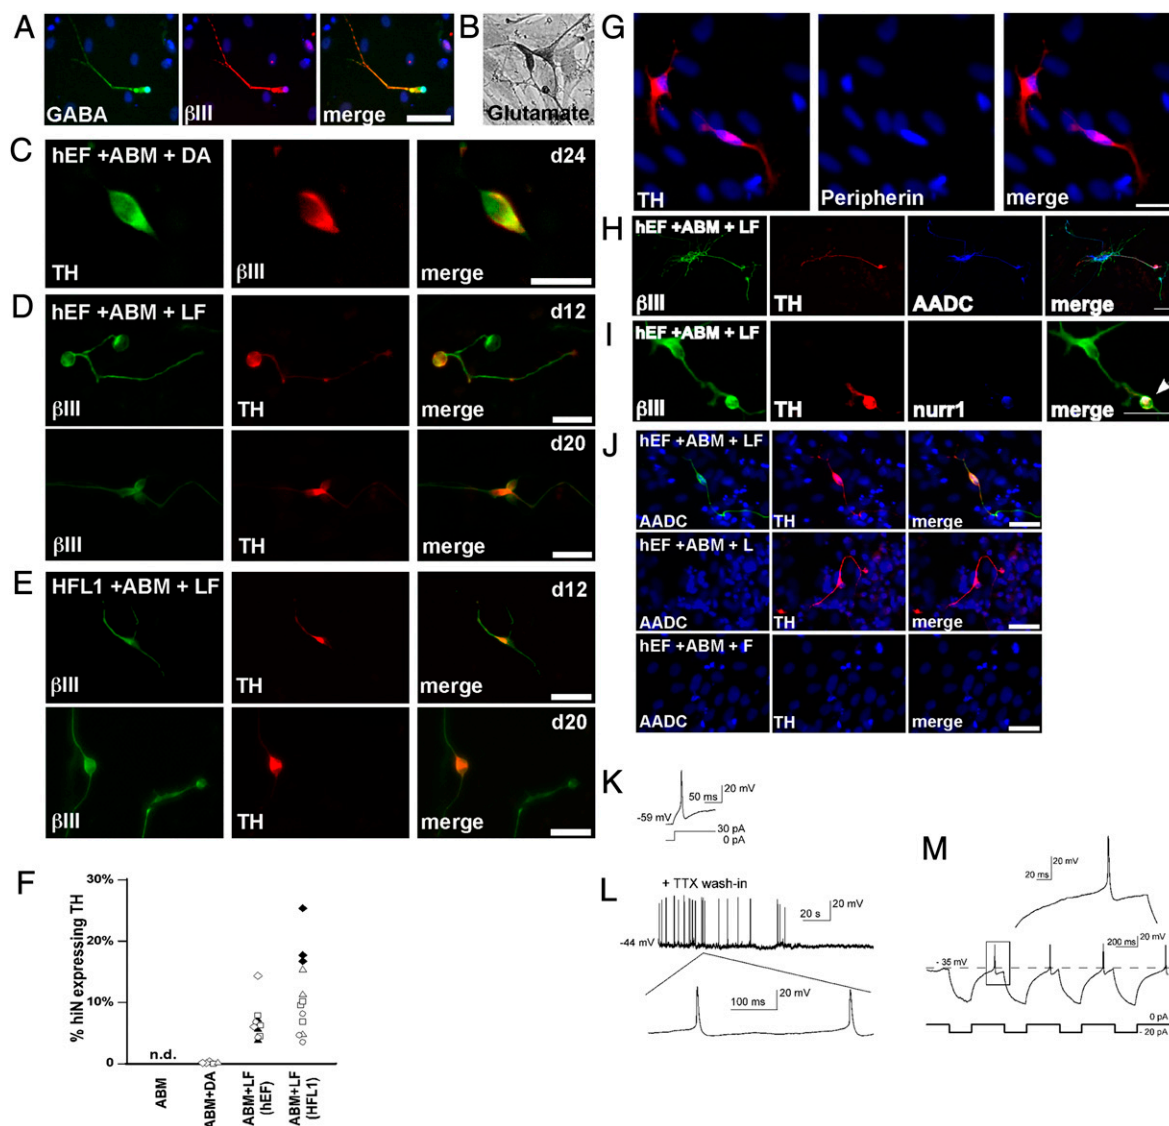 A
GABA
βIII
merge
B
Glutamate
C
hEF +ABM + DA
d24
TH
βIII
merge
D
hEF +ABM + LF
d12
βIII
TH
merge
d20
βIII
TH
merge
E
HFL1 +ABM + LF
d12
βIII
TH
merge
d20
βIII
TH
merge
F
% hiN expressing TH
30%
20%
10%
0
n.d.
ABM
ABM+DA
ABM+LF
(hEF)
ABM+LF
(HFL1)
G
TH
Peripherin
merge
H
hEF +ABM + LF
βIII
TH
AADC
merge
I
hEF +ABM + LF
βIII
TH
nurr1
merge
J
hEF +ABM + LF
AADC
TH
merge
hEF +ABM + L
AADC
TH
merge
hEF +ABM + F
AADC
TH
merge
K
50 ms
20 mV
-59 mV
30 pA
0 pA
L
+ TTX wash-in
20 s
20 mV
-44 mV
100 ms
20 mV
M
20 ms
20 mV
200 ms
20 mV
- 35 mV
0 pA
- 20 pA